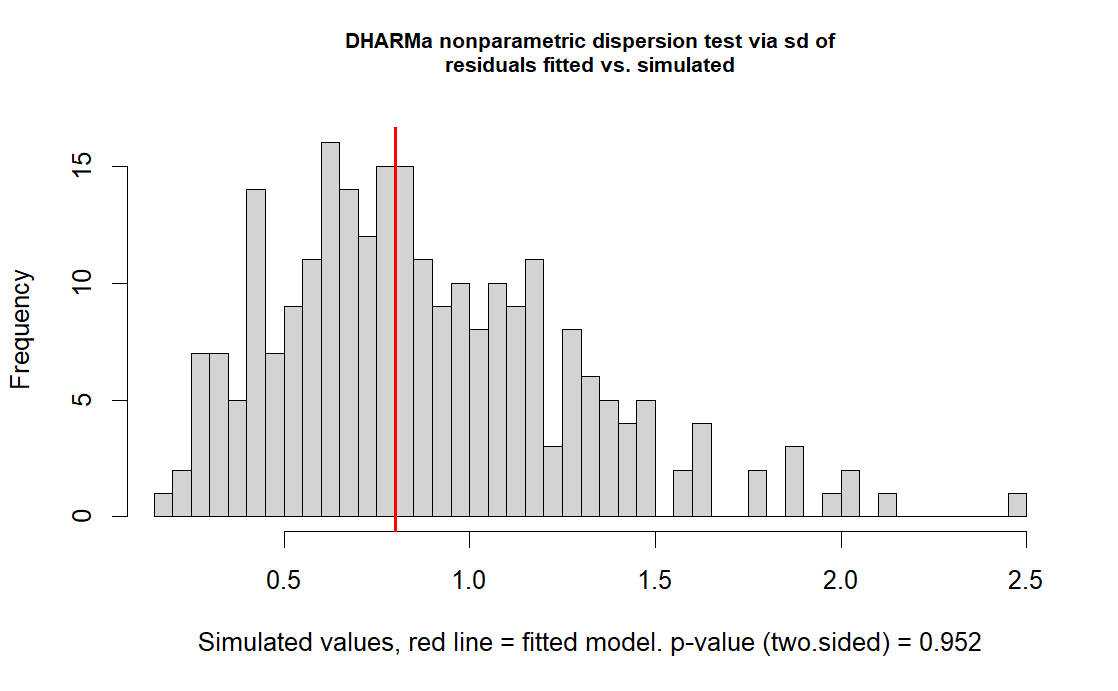 DHARMa nonparametric dispersion test via sd of
residuals fitted vs. simulated
15
10
5
0
Frequency
0.5 1.0 1.5 2.0 2.5
Simulated values, red line = fitted model. p-value (two.sided) = 0.952